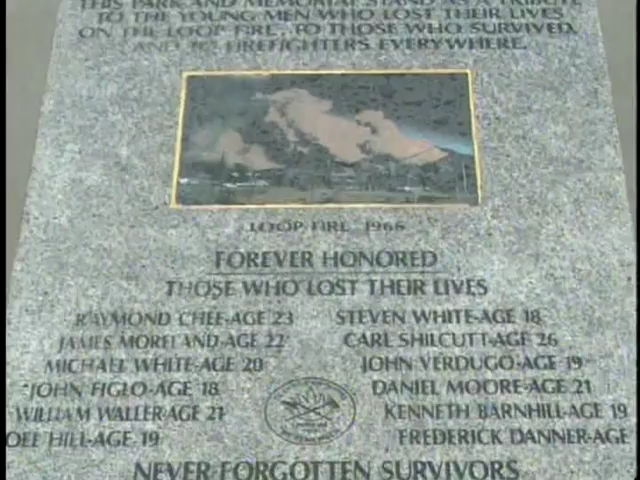 THIS PARK AND MEMORIAL STAND AS A TRIBUTE
TO THE YOUNG MEN WHO LOST THEIR LIVES
ON THE LOOP FIRE, TO THOSE WHO SURVIVED,
AND TO FIREFIGHTERS EVERYWHERE.
LOOP FIRE 1966
FOREVER HONORED
THOSE WHO LOST THEIR LIVES
RAYMOND CHEE-AGE 23 STEVEN WHITE-AGE 18
JAMES MORELAND-AGE 22 CARL SHILCUTT-AGE 26
MICHAEL WHITE-AGE 20 JOHN VERDUGO-AGE 19
JOHN FIGLO-AGE 18 DANIEL MOORE-AGE 21
WILLIAM WALLER-AGE 21 KENNETH BARNHILL-AGE 19
OEL HILL-AGE 19 FREDERICK DANNER-AGE
NEVER FORGOTTEN SURVIVORS